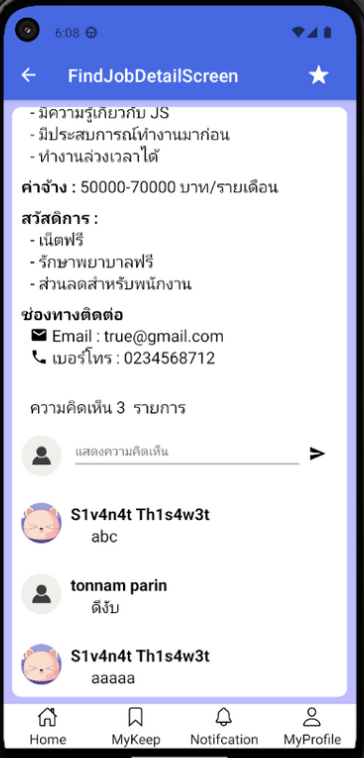 6:08
FindJobDetailScreen
- มีความรู้เกี่ยวกับ JS
- มีประสบการณ์ทำงานมาก่อน
- ทำงานล่วงเวลาได้
ค่าจ้าง : 50000-70000 บาท/รายเดือน
สวัสดิการ :
- เน็ตฟรี
- รักษาพยาบาลฟรี
- ส่วนลดสำหรับพนักงาน
ช่องทางติดต่อ
Email : true@gmail.com
เบอร์โทร : 0234568712
ความคิดเห็น 3 รายการ
แสดงความคิดเห็น
S1v4n4t Th1s4w3t
abc
tonnam parin
ดีงับ
S1v4n4t Th1s4w3t
aaaaa
Home MyKeep Notifcation MyProfile